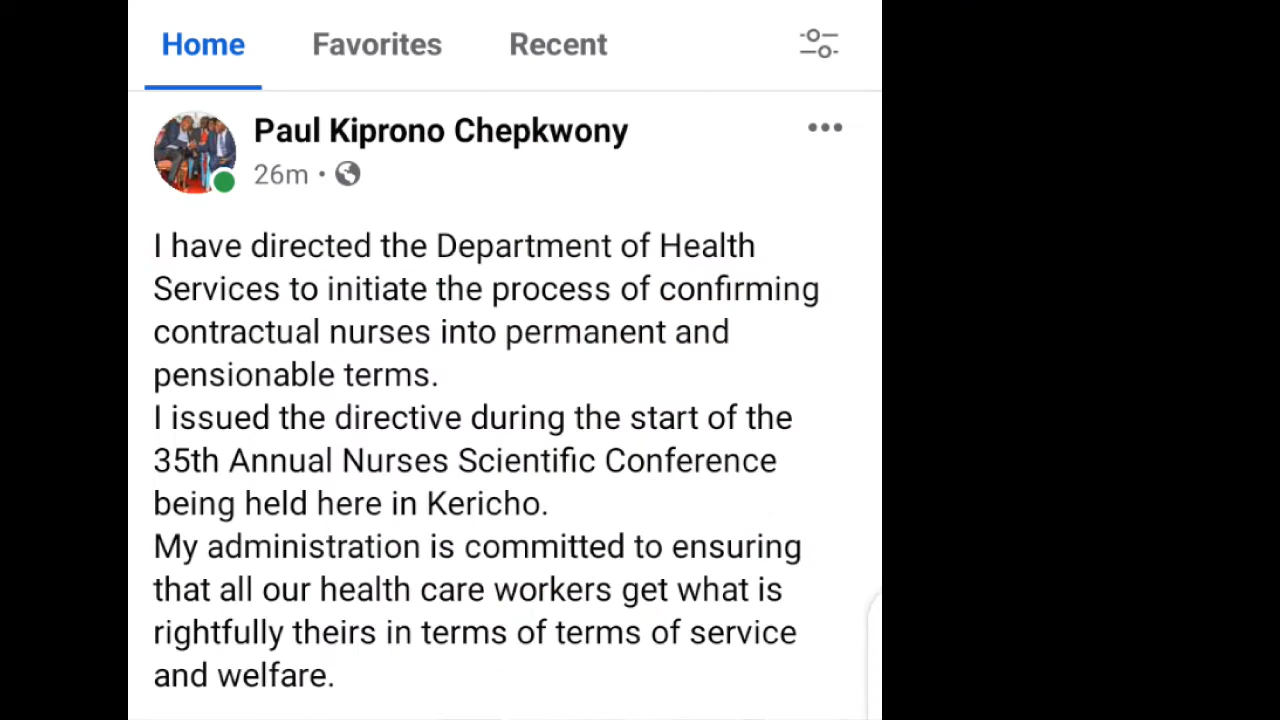 Home Favorites Recent
Paul Kiprono Chepkwony
26m •
I have directed the Department of Health
Services to initiate the process of confirming
contractual nurses into permanent and
pensionable terms.
I issued the directive during the start of the
35th Annual Nurses Scientific Conference
being held here in Kericho.
My administration is committed to ensuring
that all our health care workers get what is
rightfully theirs in terms of terms of service
and welfare.